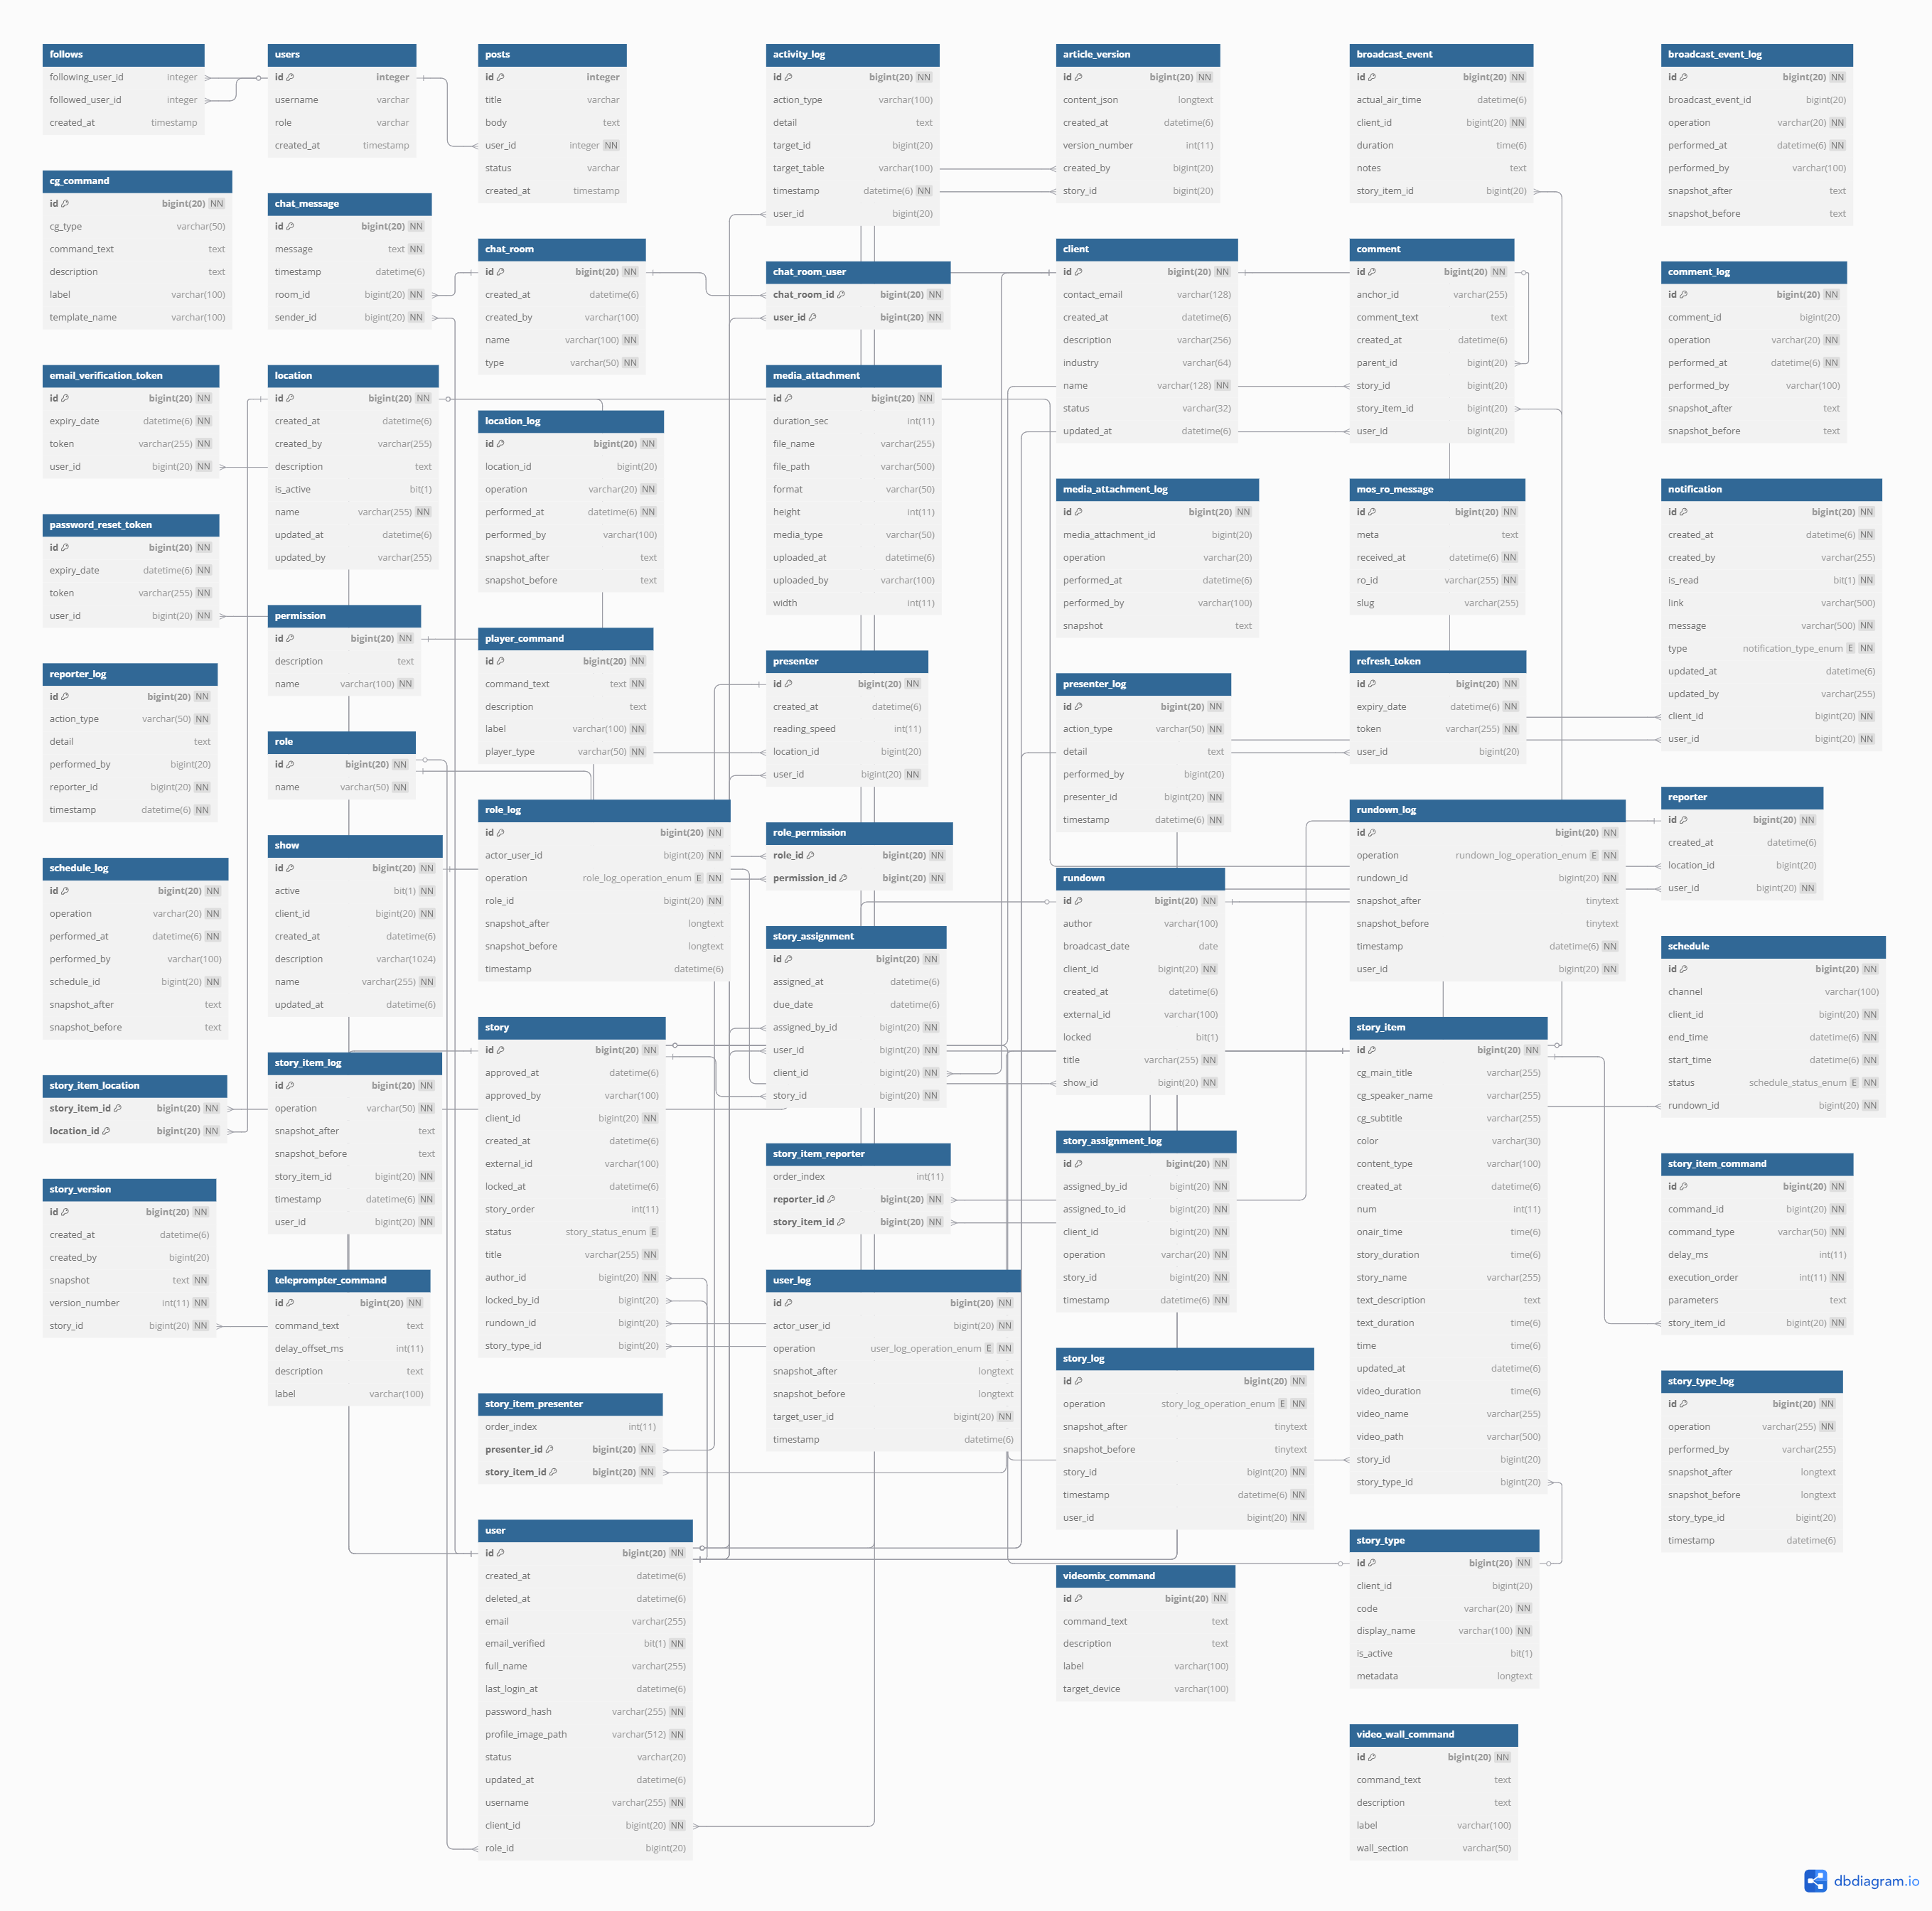 follows
following_user_id integer
followed_user_id integer
created_at timestamp
users
id integer
username varchar
role varchar
created_at timestamp
posts
id integer
title varchar
body text
user_id integer NN
status varchar
created_at timestamp
activity_log
id bigint(20) NN
action_type varchar(100)
detail text
target_id bigint(20)
target_table varchar(100)
timestamp datetime(6) NN
user_id bigint(20)
article_version
id bigint(20) NN
content_json longtext
created_at datetime(6)
version_number int(11)
created_by bigint(20)
story_id bigint(20)
broadcast_event
id bigint(20) NN
actual_air_time datetime(6)
client_id bigint(20) NN
duration time(6)
notes text
story_item_id bigint(20)
broadcast_event_log
id bigint(20) NN
broadcast_event_id bigint(20)
operation varchar(20) NN
performed_at datetime(6) NN
performed_by varchar(100)
snapshot_after text
snapshot_before text
cg_command
id bigint(20) NN
cg_type varchar(50)
command_text text
description text
label varchar(100)
template_name varchar(100)
chat_message
id bigint(20) NN
message text NN
timestamp datetime(6)
room_id bigint(20) NN
sender_id bigint(20) NN
chat_room
id bigint(20) NN
created_at datetime(6)
created_by varchar(100)
name varchar(100) NN
type varchar(50) NN
chat_room_user
chat_room_id bigint(20) NN
user_id bigint(20) NN
client
id bigint(20) NN
contact_email varchar(128)
created_at datetime(6)
description varchar(256)
industry varchar(64)
name varchar(128) NN
status varchar(32)
updated_at datetime(6)
comment
id bigint(20) NN
anchor_id varchar(255)
comment_text text
created_at datetime(6)
parent_id bigint(20)
story_id bigint(20)
story_item_id bigint(20)
user_id bigint(20)
comment_log
id bigint(20) NN
comment_id bigint(20)
operation varchar(20) NN
performed_at datetime(6) NN
performed_by varchar(100)
snapshot_after text
snapshot_before text
email_verification_token
id bigint(20) NN
expiry_date datetime(6) NN
token varchar(255) NN
user_id bigint(20) NN
location
id bigint(20) NN
created_at datetime(6)
created_by varchar(255)
description text
is_active bit(1)
name varchar(255) NN
updated_at datetime(6)
updated_by varchar(255)
location_log
id bigint(20) NN
location_id bigint(20)
operation varchar(20) NN
performed_at datetime(6) NN
performed_by varchar(100)
snapshot_after text
snapshot_before text
media_attachment
id bigint(20) NN
duration_sec int(11)
file_name varchar(255)
file_path varchar(500)
format varchar(50)
height int(11)
media_type varchar(50)
uploaded_at datetime(6)
uploaded_by varchar(100)
width int(11)
media_attachment_log
id bigint(20) NN
media_attachment_id bigint(20)
operation varchar(20)
performed_at datetime(6)
performed_by varchar(100)
snapshot text
mos_ro_message
id bigint(20) NN
meta text
received_at datetime(6) NN
ro_id varchar(255) NN
slug varchar(255)
notification
id bigint(20) NN
created_at datetime(6) NN
created_by varchar(255)
is_read bit(1) NN
link varchar(500)
message varchar(500) NN
type notification_type_enum E NN
updated_at datetime(6)
updated_by varchar(255)
client_id bigint(20) NN
user_id bigint(20) NN
password_reset_token
id bigint(20) NN
expiry_date datetime(6) NN
token varchar(255) NN
user_id bigint(20) NN
permission
id bigint(20) NN
description text
name varchar(100) NN
player_command
id bigint(20) NN
command_text text NN
description text
label varchar(100) NN
player_type varchar(50) NN
presenter
id bigint(20) NN
created_at datetime(6)
reading_speed int(11)
location_id bigint(20)
user_id bigint(20) NN
presenter_log
id bigint(20) NN
action_type varchar(50) NN
detail text
performed_by bigint(20)
presenter_id bigint(20)
timestamp datetime(6) NN
refresh_token
id bigint(20) NN
expiry_date datetime(6) NN
token varchar(255) NN
user_id bigint(20)
reporter_log
id bigint(20) NN
action_type varchar(50) NN
detail text
performed_by bigint(20)
reporter_id bigint(20) NN
timestamp datetime(6) NN
role
id bigint(20) NN
name varchar(50) NN
role_log
id bigint(20) NN
actor_user_id bigint(20) NN
operation role_log_operation_enum E NN
role_id bigint(20) NN
snapshot_after longtext
snapshot_before longtext
timestamp datetime(6)
role_permission
role_id bigint(20) NN
permission_id bigint(20) NN
rundown
id bigint(20) NN
author varchar(100)
broadcast_date date
client_id bigint(20) NN
created_at datetime(6)
external_id varchar(100)
locked bit(1)
title varchar(255) NN
show_id bigint(20) NN
rundown_log
id bigint(20) NN
operation rundown_log_operation_enum E NN
rundown_id bigint(20) NN
snapshot_after tinytext
snapshot_before tinytext
timestamp datetime(6) NN
user_id bigint(20) NN
reporter
id bigint(20) NN
created_at datetime(6)
location_id bigint(20)
user_id bigint(20) NN
schedule_log
id bigint(20) NN
operation varchar(20) NN
performed_at datetime(6) NN
performed_by varchar(100)
schedule_id bigint(20) NN
snapshot_after text
snapshot_before text
show
id bigint(20) NN
active bit(1) NN
client_id bigint(20) NN
created_at datetime(6)
description varchar(1024)
name varchar(255) NN
updated_at datetime(6)
story_assignment
id bigint(20) NN
assigned_at datetime(6)
due_date datetime(6)
assigned_by_id bigint(20) NN
user_id bigint(20) NN
client_id bigint(20) NN
story_id bigint(20) NN
schedule
id bigint(20) NN
channel varchar(100)
client_id bigint(20) NN
end_time datetime(6) NN
start_time datetime(6) NN
status schedule_status_enum E NN
rundown_id bigint(20) NN
story_item_location
story_item_id bigint(20) NN
location_id bigint(20) NN
story_item_log
id bigint(20) NN
operation varchar(50) NN
snapshot_after text
snapshot_before text
story_item_id bigint(20) NN
timestamp datetime(6) NN
user_id bigint(20) NN
story
id bigint(20) NN
approved_at datetime(6)
approved_by varchar(100)
client_id bigint(20) NN
created_at datetime(6)
external_id varchar(100)
locked_at datetime(6)
story_order int(11)
status story_status_enum E
title varchar(255) NN
author_id bigint(20) NN
locked_by_id bigint(20)
rundown_id bigint(20)
story_type_id bigint(20)
story_item_reporter
order_index int(11)
reporter_id bigint(20) NN
story_item_id bigint(20) NN
story_assignment_log
id bigint(20) NN
assigned_by_id bigint(20) NN
assigned_to_id bigint(20) NN
client_id bigint(20) NN
operation varchar(20) NN
story_id bigint(20) NN
timestamp datetime(6) NN
story_item
id bigint(20) NN
cg_main_title varchar(255)
cg_speaker_name varchar(255)
cg_subtitle varchar(255)
color varchar(30)
content_type varchar(100)
created_at datetime(6)
num int(11)
onair_time time(6)
story_duration time(6)
story_name varchar(255)
text_description text
text_duration time(6)
time time(6)
updated_at datetime(6)
video_duration time(6)
video_name varchar(255)
video_path varchar(500)
story_id bigint(20)
story_type_id bigint(20)
story_item_command
id bigint(20) NN
command_id bigint(20) NN
command_type varchar(50) NN
delay_ms int(11)
execution_order int(11) NN
parameters text
story_item_id bigint(20) NN
story_version
id bigint(20) NN
created_at datetime(6)
created_by bigint(20)
snapshot text NN
version_number int(11) NN
story_id bigint(20) NN
teleprompter_command
id bigint(20) NN
command_text text
delay_offset_ms int(11)
description text
label varchar(100)
story_item_presenter
order_index int(11)
presenter_id bigint(20) NN
story_item_id bigint(20) NN
user_log
id bigint(20) NN
actor_user_id bigint(20) NN
operation user_log_operation_enum E NN
snapshot_after longtext
snapshot_before longtext
target_user_id bigint(20) NN
timestamp datetime(6)
story_log
id bigint(20) NN
operation story_log_operation_enum E NN
snapshot_after tinytext
snapshot_before tinytext
story_id bigint(20) NN
timestamp datetime(6) NN
user_id bigint(20) NN
story_type_log
id bigint(20) NN
operation varchar(255) NN
performed_by varchar(255)
snapshot_after longtext
snapshot_before longtext
story_type_id bigint(20)
timestamp datetime(6)
user
id bigint(20) NN
created_at datetime(6)
deleted_at datetime(6)
email varchar(255)
email_verified bit(1) NN
full_name varchar(255)
last_login_at datetime(6)
password_hash varchar(255) NN
profile_image_path varchar(512) NN
status varchar(20)
updated_at datetime(6)
username varchar(255) NN
client_id bigint(20) NN
role_id bigint(20)
videomix_command
id bigint(20) NN
command_text text
description text
label varchar(100)
target_device varchar(100)
story_type
id bigint(20) NN
client_id bigint(20)
code varchar(20) NN
display_name varchar(100) NN
is_active bit(1)
metadata longtext
video_wall_command
id bigint(20) NN
command_text text
description text
label varchar(100)
wall_section varchar(50)
dbdiagram.io